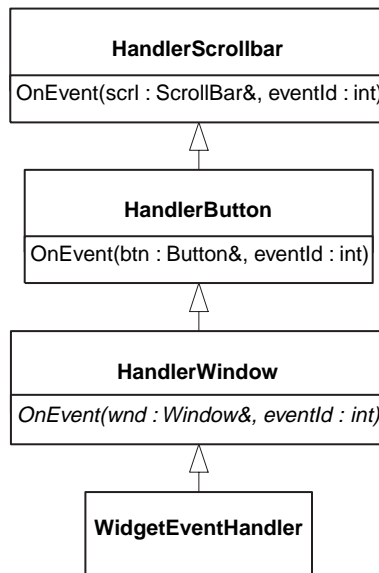 HandlerScrollbar
OnEvent(scrl : ScrollBar&, eventId : int)
HandlerButton
OnEvent(btn : Button&, eventId : int)
HandlerWindow
OnEvent(wnd : Window&, eventId : int)
WidgetEventHandler